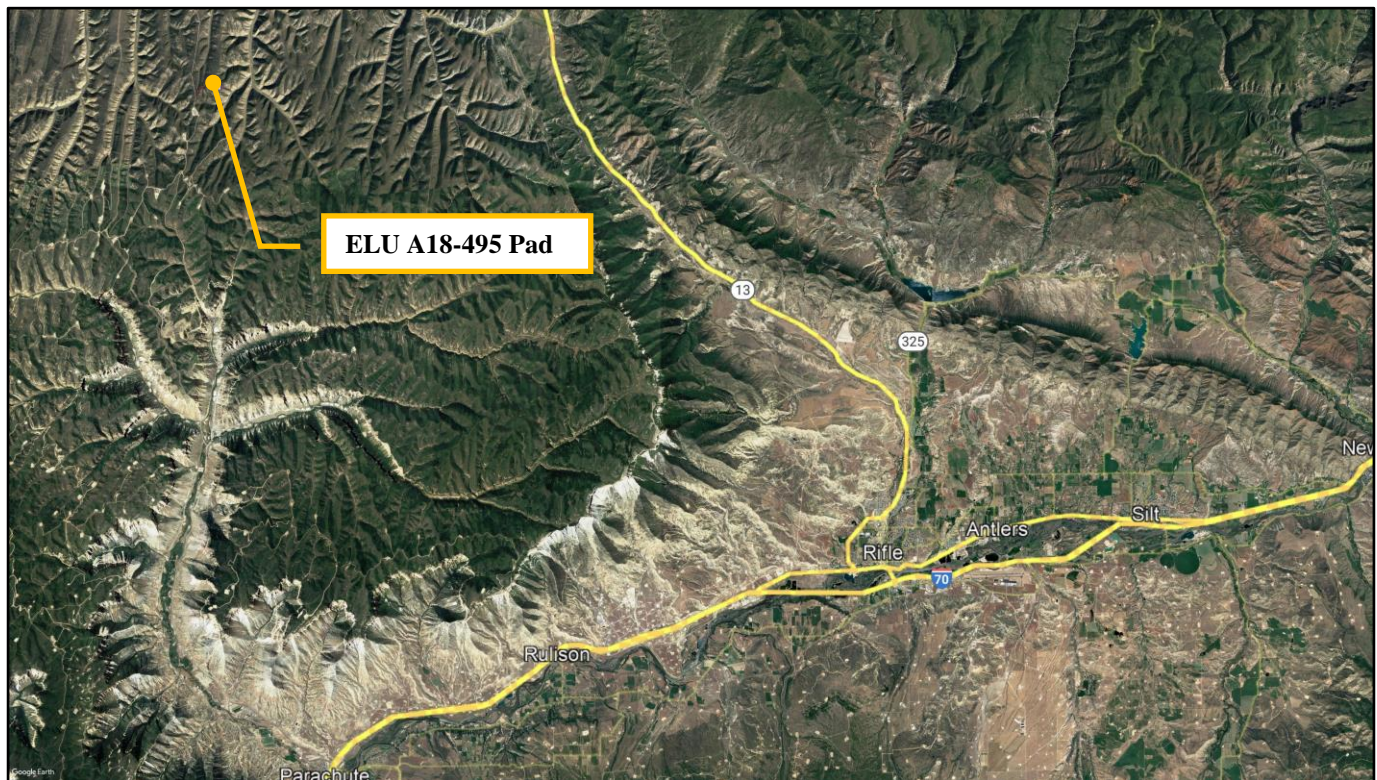 ELU A18-495 Pad
13
325
New
Silt
Antlers
Rifle
70
Rulison
Parachute
Google Earth